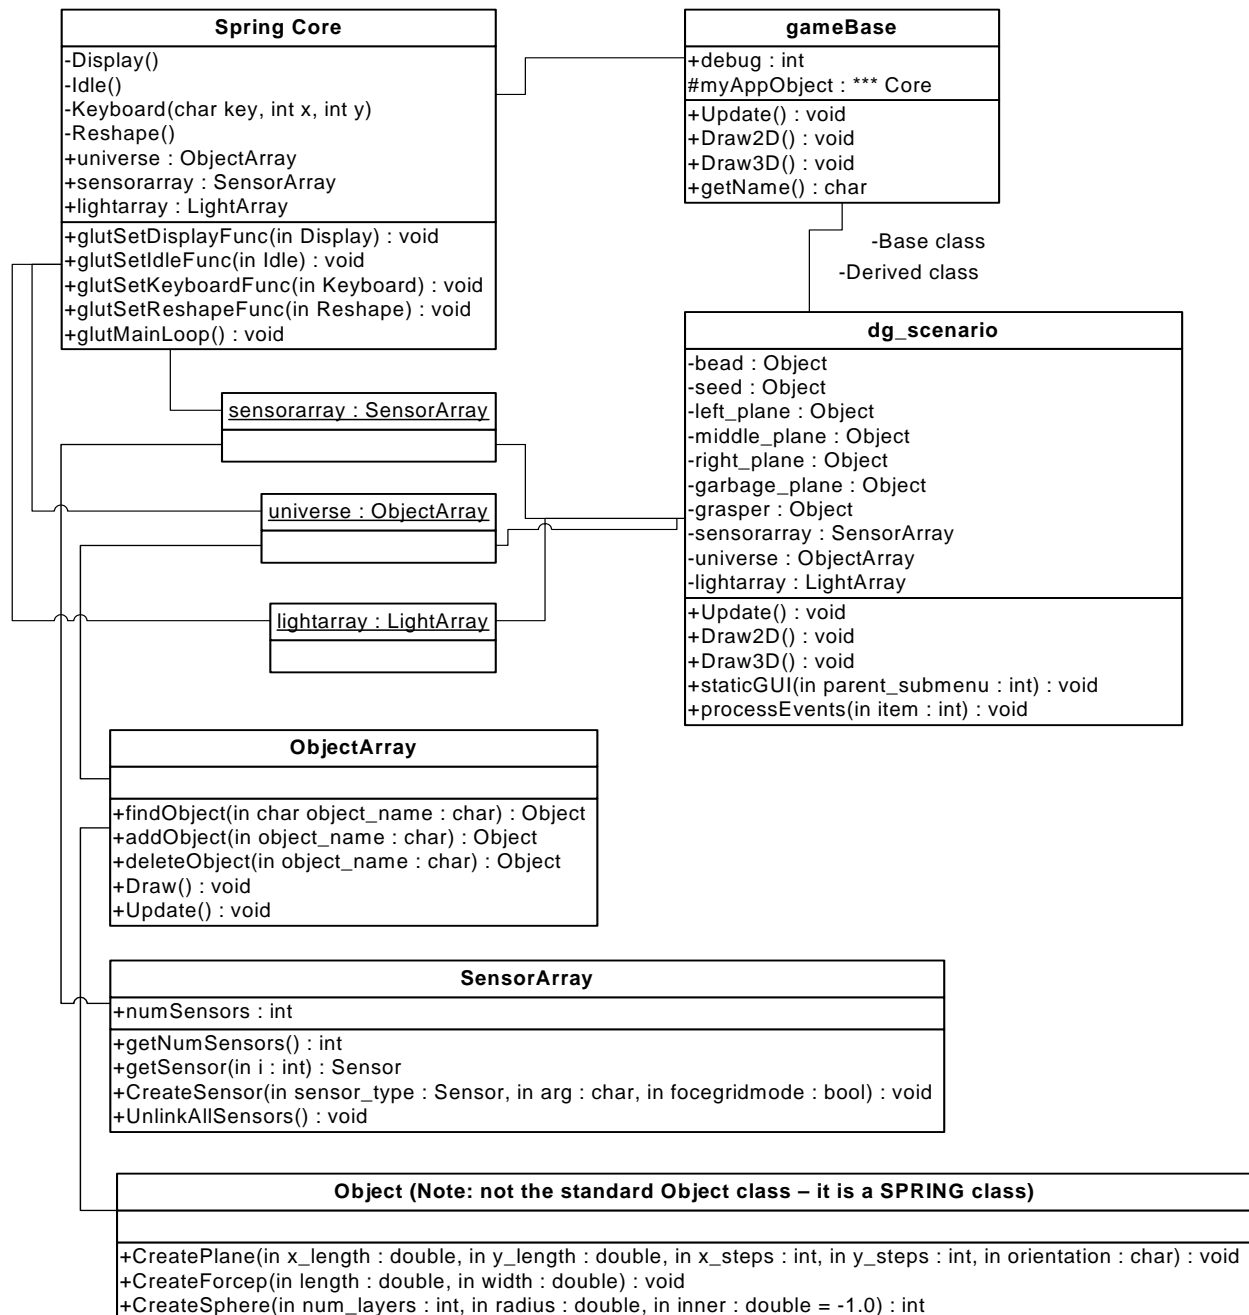 Spring Core
-Display()
-Idle()
-Keyboard(char key, int x, int y)
-Reshape()
+universe : ObjectArray
+sensorarray : SensorArray
+lightarray : LightArray
+glutSetDisplayFunc(in Display) : void
+glutSetIdleFunc(in Idle) : void
+glutSetKeyboardFunc(in Keyboard) : void
+glutSetReshapeFunc(in Reshape) : void
+glutMainLoop() : void
gameBase
+debug : int
#myAppObject : *** Core
+Update() : void
+Draw2D() : void
+Draw3D() : void
+getName() : char
-Base class
-Derived class
dg_scenario
-bead : Object
-seed : Object
-left_plane : Object
-middle_plane : Object
-right_plane : Object
-garbage_plane : Object
-grasper : Object
-sensorarray : SensorArray
-universe : ObjectArray
-lightarray : LightArray
+Update() : void
+Draw2D() : void
+Draw3D() : void
+staticGUI(in parent_submenu : int) : void
+processEvents(in item : int) : void
sensorarray : SensorArray
universe : ObjectArray
lightarray : LightArray
ObjectArray
+findObject(in char object_name : char) : Object
+addObject(in object_name : char) : Object
+deleteObject(in object_name : char) : Object
+Draw() : void
+Update() : void
SensorArray
+numSensors : int
+getNumSensors() : int
+getSensor(in i : int) : Sensor
+CreateSensor(in sensor_type : Sensor, in arg : char, in focegridmode : bool) : void
+UnlinkAllSensors() : void
Object (Note: not the standard Object class – it is a SPRING class)
+CreatePlane(in x_length : double, in y_length : double, in x_steps : int, in y_steps : int, in orientation : char) : void
+CreateForcep(in length : double, in width : double) : void
+CreateSphere(in num_layers : int, in radius : double, in inner : double = -1.0) : int